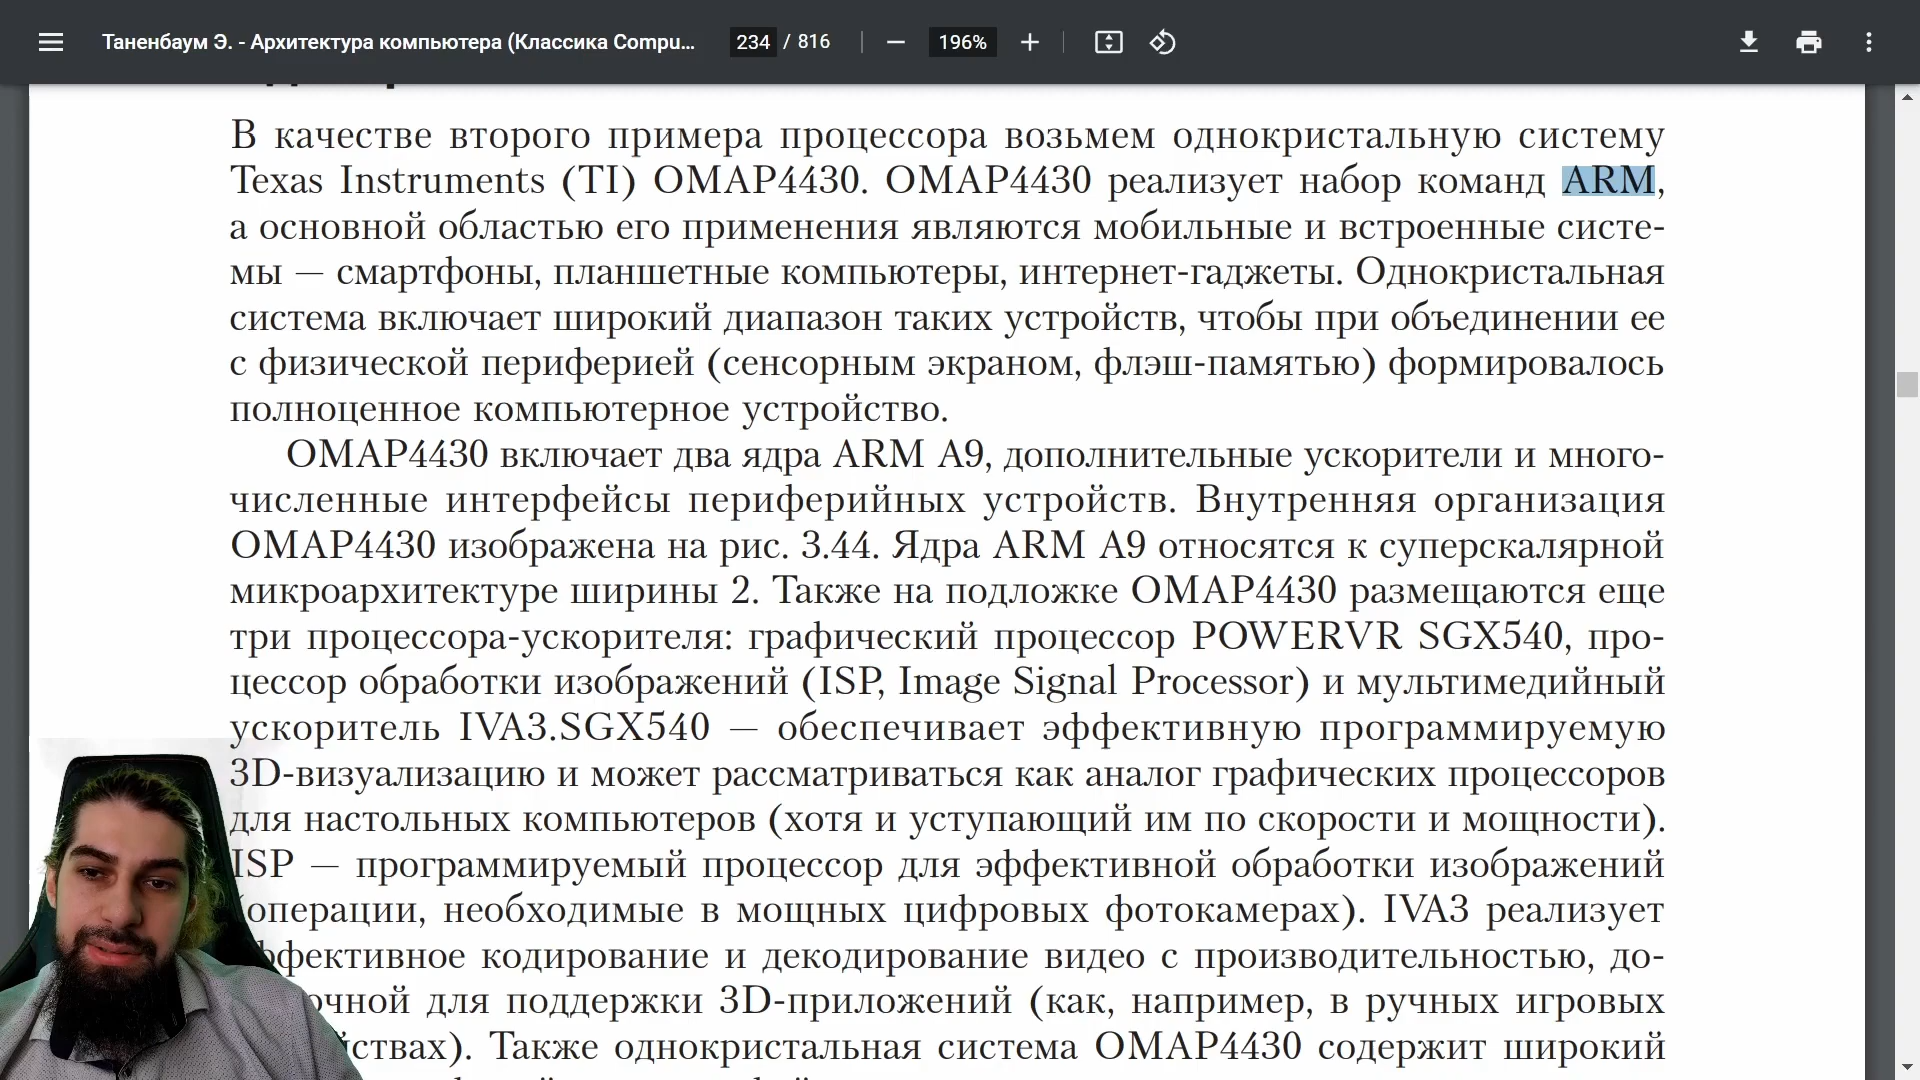 Таненбаум Э. - Архитектура компьютера (Классика Compu...
234 / 816
196%
В качестве второго примера процессора возьмем однокристальную систему
Texas Instruments (TI) OMAP4430. OMAP4430 реализует набор команд ARM,
а основной областью его применения являются мобильные и встроенные систе-
мы — смартфоны, планшетные компьютеры, интернет-гаджеты. Однокристальная
система включает широкий диапазон таких устройств, чтобы при объединении ее
с физической периферией (сенсорным экраном, флэш-памятью) формировалось
полноценное компьютерное устройство.
OMAP4430 включает два ядра ARM A9, дополнительные ускорители и много-
численные интерфейсы периферийных устройств. Внутренняя организация
OMAP4430 изображена на рис. 3.44. Ядра ARM A9 относятся к суперскалярной
микроархитектуре ширины 2. Также на подложке OMAP4430 размещаются еще
три процессора-ускорителя: графический процессор POWERVR SGX540, про-
цессор обработки изображений (ISP, Image Signal Processor) и мультимедийный
ускоритель IVA3.SGX540 — обеспечивает эффективную программируемую
3D-визуализацию и может рассматриваться как аналог графических процессоров
для настольных компьютеров (хотя и уступающий им по скорости и мощности).
ISP — программируемый процессор для эффективной обработки изображений
(операции, необходимые в мощных цифровых фотокамерах). IVA3 реализует
фективное кодирование и декодирование видео с производительностью, до-
очной для поддержки 3D-приложений (как, например, в ручных игровых
йствах). Также однокристальная система OMAP4430 содержит широкий